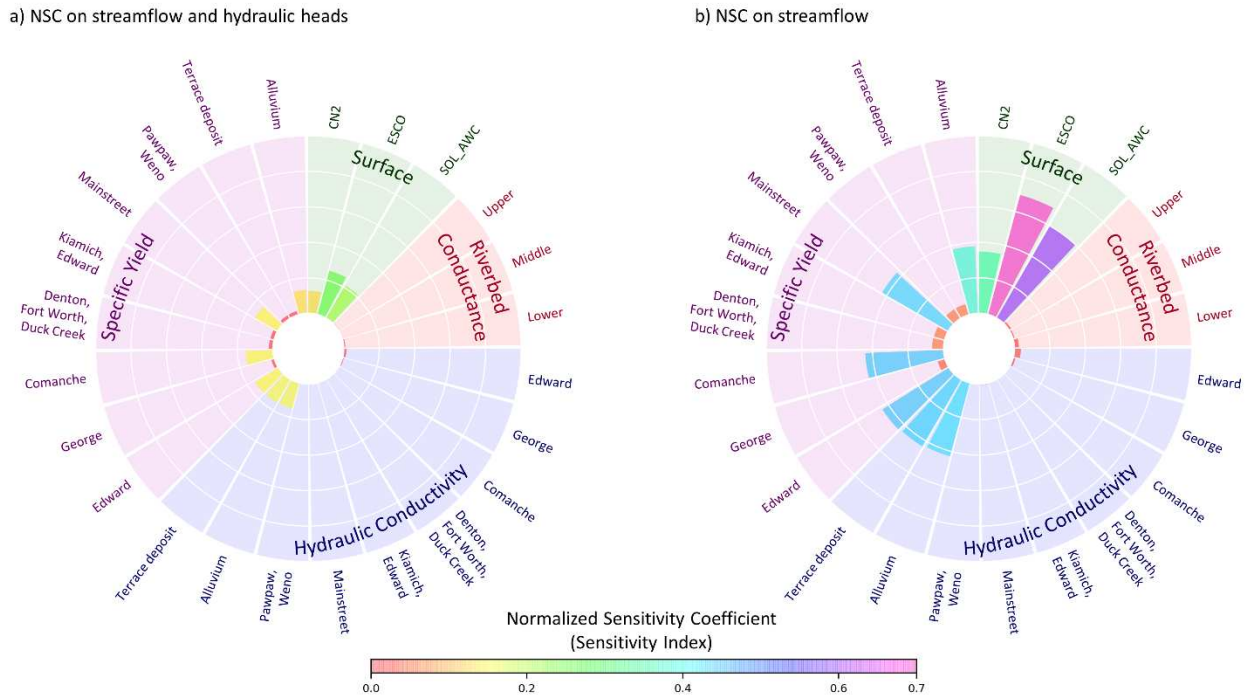 a) NSC on streamflow and hydraulic heads
b) NSC on streamflow
Alluvium
Terrace deposit
Pawpaw,
Weno
Mainstreet
Kiamich,
Edward
Denton,
Fort Worth,
Duck Creek
Comanche
George
Edward
Specific Yield
CN2
ESCO
SOL_AWC
Surface
Upper
Middle
Lower
Riverbed
Conductance
Edward
George
Comanche
Denton,
Fort Worth,
Duck Creek
Kiamich,
Edward
Mainstreet
Pawpaw,
Weno
Alluvium
Terrace deposit
Hydraulic Conductivity
Alluvium
Terrace deposit
Pawpaw,
Weno
Mainstreet
Kiamich,
Edward
Denton,
Fort Worth,
Duck Creek
Comanche
George
Edward
Specific Yield
CN2
ESCO
SOL_AWC
Surface
Upper
Middle
Lower
Riverbed
Conductance
Edward
George
Comanche
Denton,
Fort Worth,
Duck Creek
Kiamich,
Edward
Mainstreet
Pawpaw,
Weno
Alluvium
Terrace deposit
Hydraulic Conductivity
Normalized Sensitivity Coefficient
(Sensitivity Index)
0.0 0.2 0.4 0.6 0.7